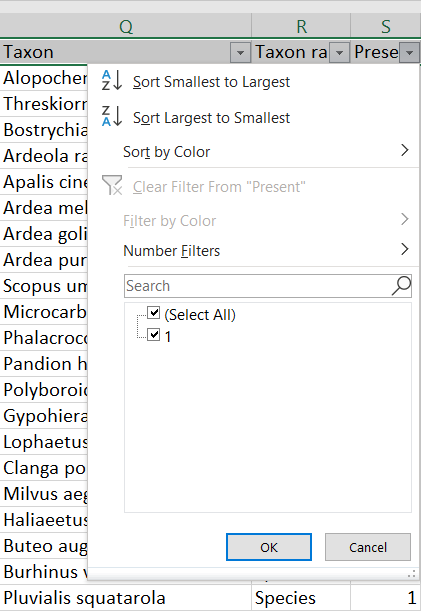 Q R S
Taxon Taxon ra Prese
Alopocher
Sort Smallest to Largest
Threskiorn
Sort Largest to Smallest
Bostrychia
Ardeola ra
Sort by Color
Apalis cine
Clear Filter From "Present"
Ardea mel
Filter by Color
Ardea goli
Number Filters
Ardea pur
Scopus um
Search
Microcarb
(Select All)
Phalacroco
1
Pandion h
Polyboroid
Gypohiera
Lophaetus
Clanga po
Milvus aeg
Haliaeetus
Buteo aug
OK Cancel
Burhinus v
Pluvialis squatarola Species 1